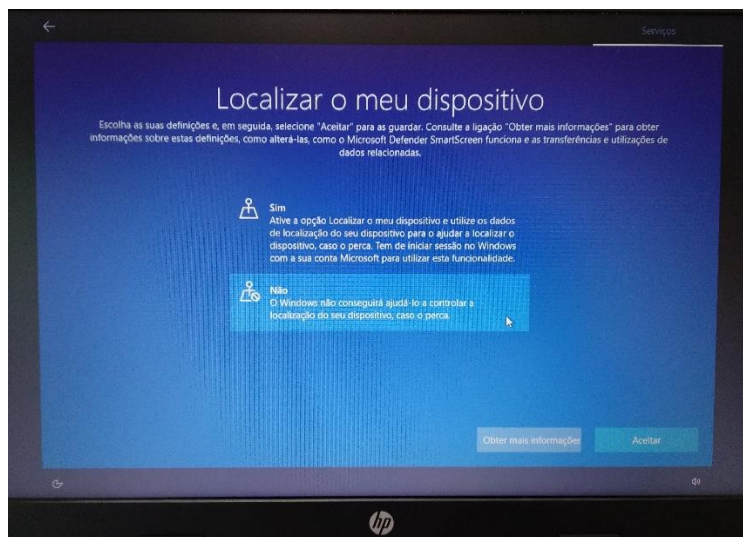 Serviços
Localizar o meu dispositivo
Escolha as suas definições e, em seguida, selecione "Aceitar" para as guardar. Consulte a ligação "Obter mais informações" para obter
informações sobre estas definições, como alterá-las, como o Microsoft Defender SmartScreen funciona e as transferências e utilizações de
dados relacionadas.
Sim
Ative a opção Localizar o meu dispositivo e utilize os dados
de localização do seu dispositivo para o ajudar a localizar o
dispositivo, caso o perca. Tem de iniciar sessão no Windows
com a sua conta Microsoft para utilizar esta funcionalidade.
Não
O Windows não conseguirá ajudá-lo a controlar a
localização do seu dispositivo, caso o perca.
Obter mais informações
Aceitar
hp